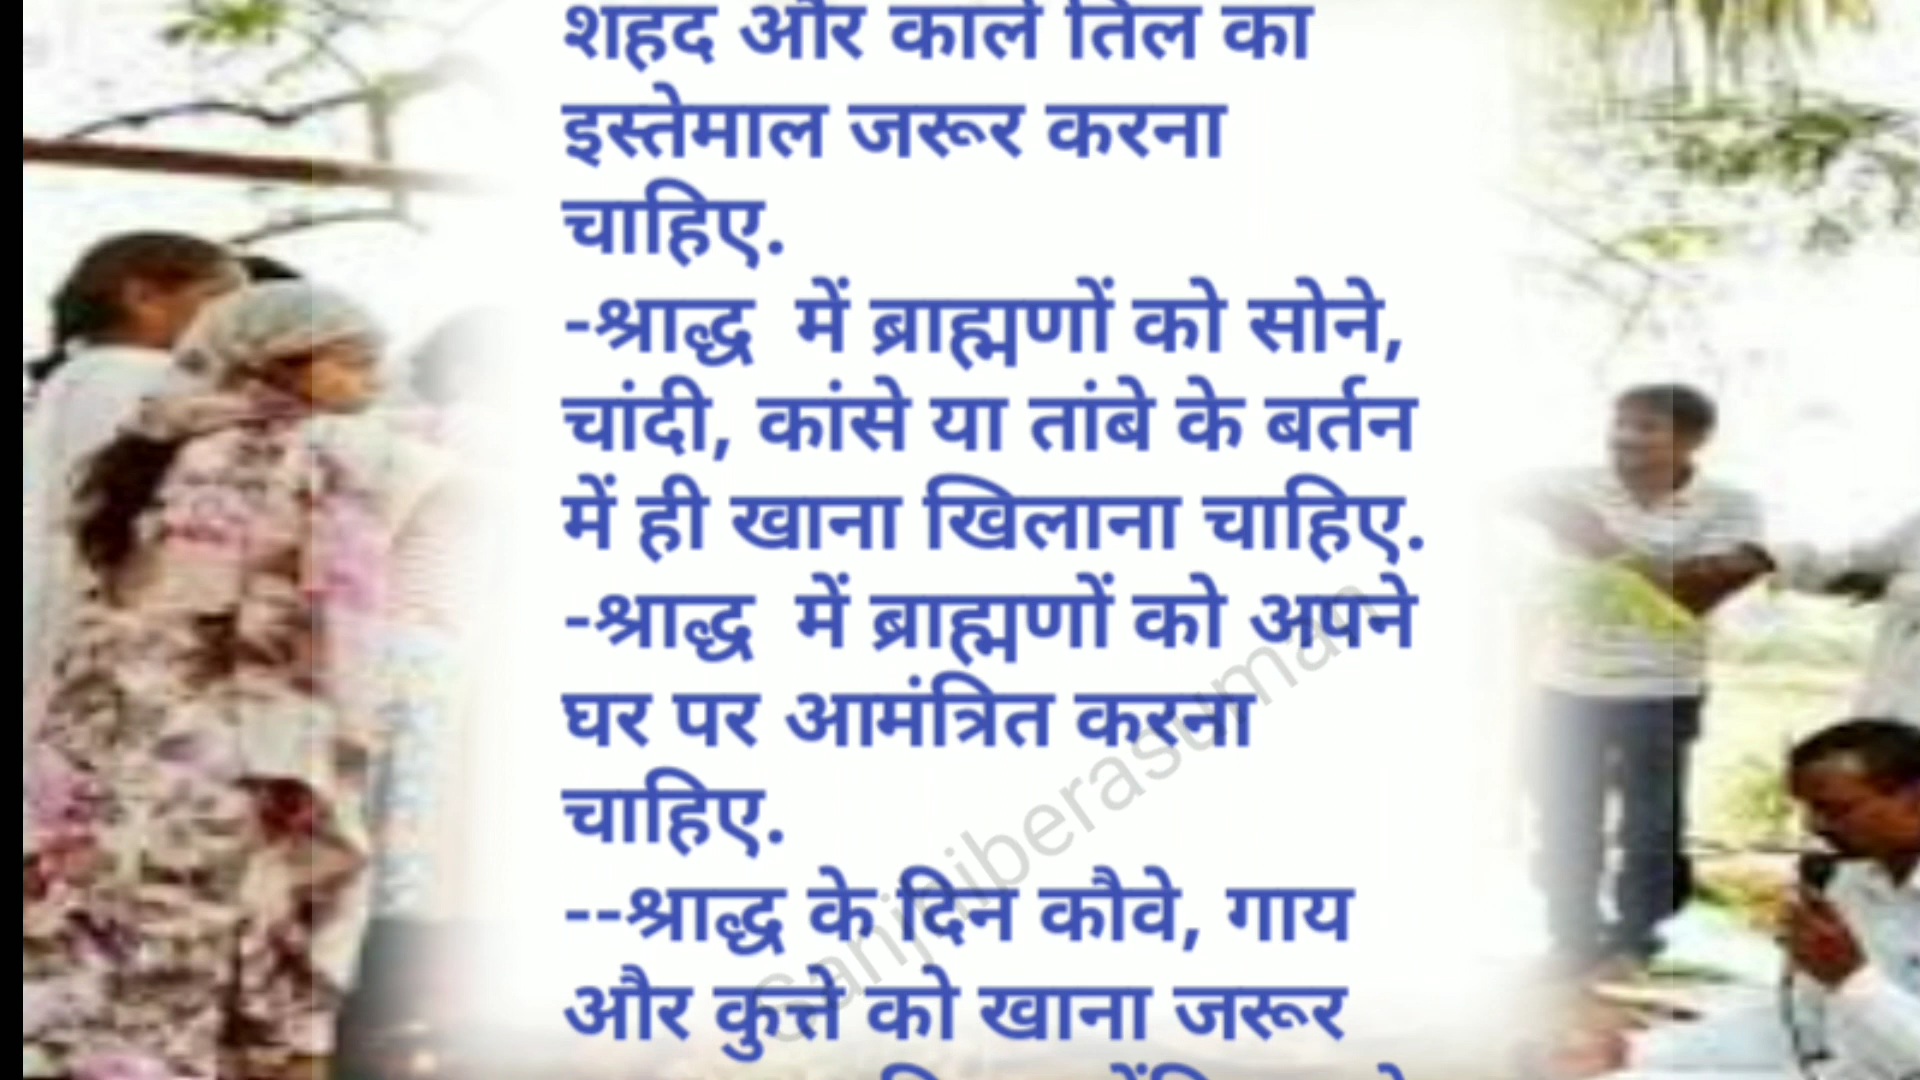 शहद और काले तिल का
इस्तेमाल जरूर करना
चाहिए.
-श्राद्ध  में ब्राह्मणों को सोने,
चांदी, कांसे या तांबे के बर्तन
में ही खाना खिलाना चाहिए.
-श्राद्ध  में ब्राह्मणों को अपने
घर पर आमंत्रित करना
चाहिए.
--श्राद्ध के दिन कौवे, गाय
और कुत्ते को खाना जरूर